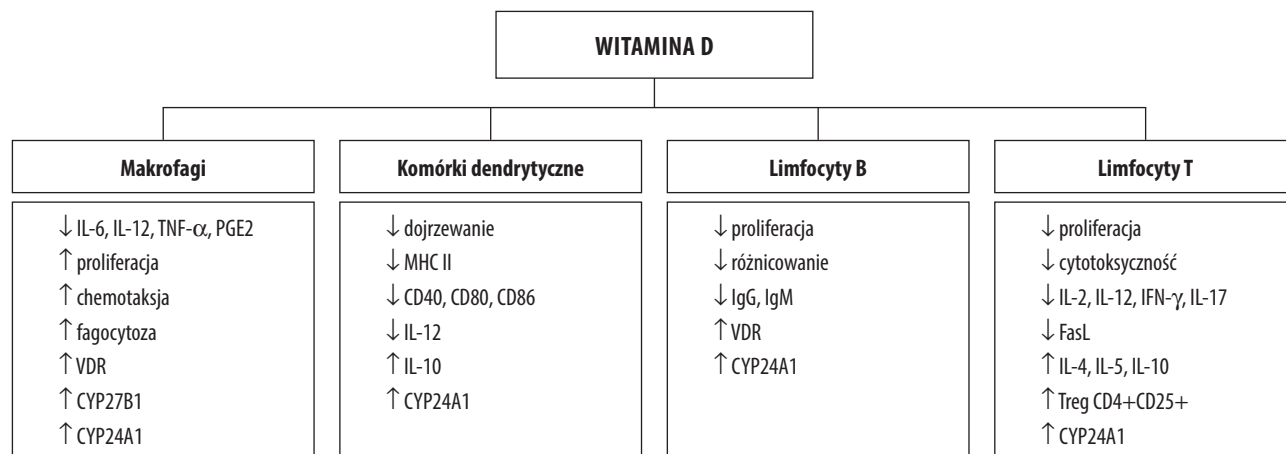 WITAMINA D
Makrofagi
↓ IL-6, IL-12, TNF-α, PGE2
↑ proliferacja
↑ chemotaksja
↑ fagocytoza
↑ VDR
↑ CYP27B1
↑ CYP24A1
Komórki dendrytyczne
↓ dojrzewanie
↓ MHC II
↓ CD40, CD80, CD86
↓ IL-12
↑ IL-10
↑ CYP24A1
Limfocyty B
↓ proliferacja
↓ różnicowanie
↓ IgG, IgM
↑ VDR
↑ CYP24A1
Limfocyty T
↓ proliferacja
↓ cytotoksyczność
↓ IL-2, IL-12, IFN-γ, IL-17
↓ FasL
↑ IL-4, IL-5, IL-10
↑ Treg CD4+CD25+
↑ CYP24A1